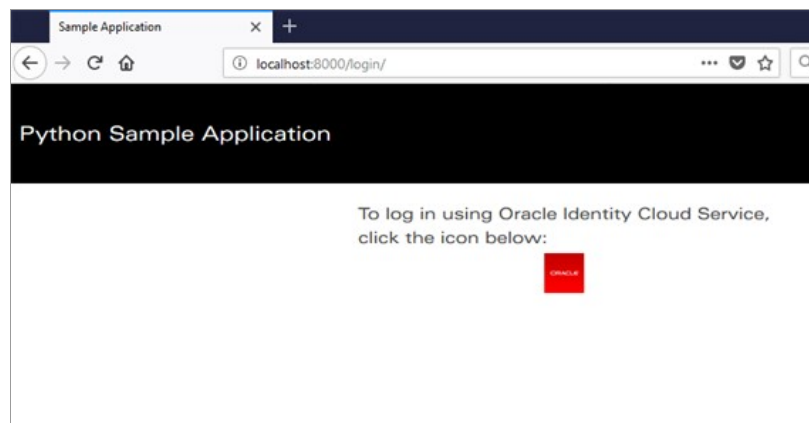 Sample Application
localhost:8000/login/
Python Sample Application
To log in using Oracle Identity Cloud Service,
click the icon below:
ORACLE